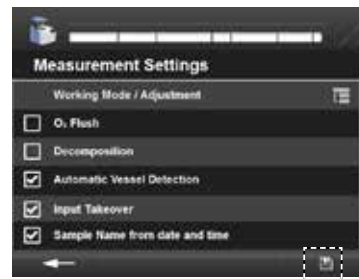 Measurement Settings
Working Mode / Adjustment
O₂ Flush
Decomposition
Automatic Vessel Detection
Input Takeover
Sample Name from date and time